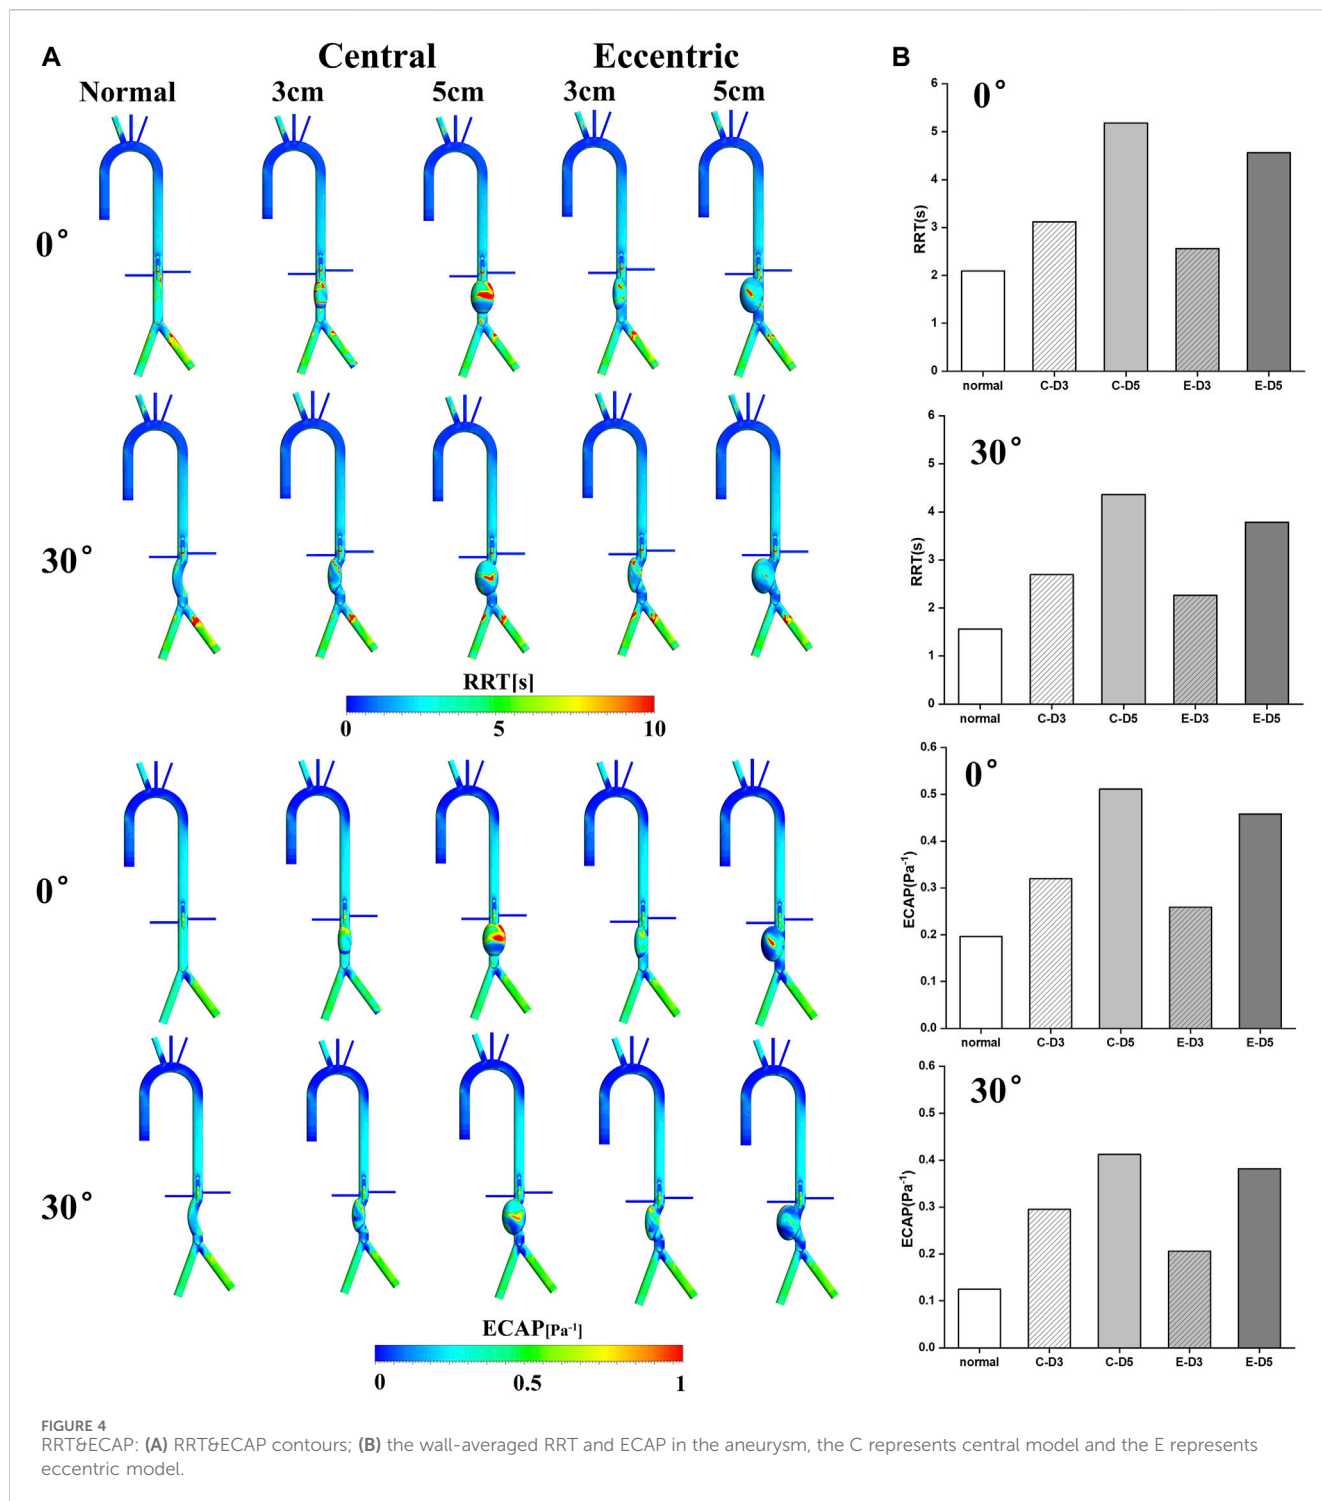 A
Central
Eccentric
Normal
3cm
5cm
3cm
5cm
0°
30°
RRT[s]
0
5
10
0°
30°
ECAP[Pa⁻¹]
0
0.5
1
B
0°
RRT(s)
6
5
4
3
2
1
0
normal
C-D3
C-D5
E-D3
E-D5
30°
RRT(s)
6
5
4
3
2
1
0
normal
C-D3
C-D5
E-D3
E-D5
0°
ECAP(Pa⁻¹)
0.6
0.5
0.4
0.3
0.2
0.1
0.0
normal
C-D3
C-D5
E-D3
E-D5
30°
ECAP(Pa⁻¹)
0.6
0.5
0.4
0.3
0.2
0.1
0.0
normal
C-D3
C-D5
E-D3
E-D5
FIGURE 4
RRT&ECAP: (A) RRT&ECAP contours; (B) the wall-averaged RRT and ECAP in the aneurysm, the C represents central model and the E represents
eccentric model.